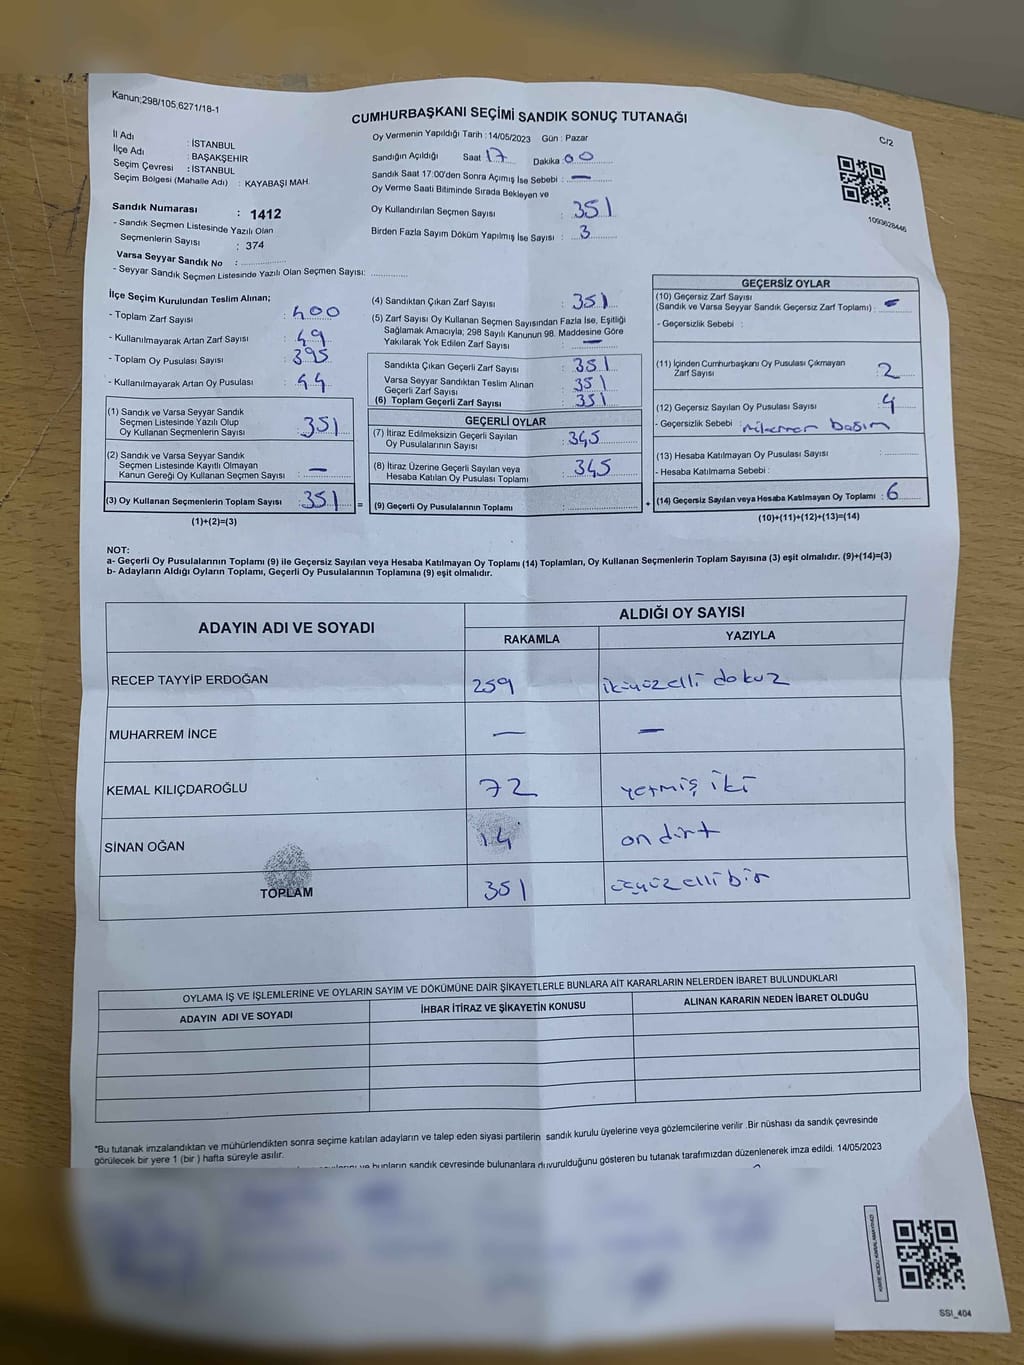 Kanun:298/105,6271/18-1
CUMHURBAŞKANI SEÇİMİ SANDIK SONUÇ TUTANAĞI
C/2
İl Adı : İSTANBUL
İlçe Adı : BAŞAKŞEHİR
Seçim Çevresi : İSTANBUL
Seçim Bölgesi (Mahalle Adı) : KAYABAŞI MAH.
Oy Vermenin Yapıldığı Tarih : 14/05/2023 Gün : Pazar
Sandığın Açıldığı Saat 17 Dakika 00
Sandık Saat 17:00'den Sonra Açımış İse Sebebi : —
Oy Verme Saati Bitiminde Sırada Bekleyen ve
Oy Kullandırılan Seçmen Sayısı : 351
Birden Fazla Sayım Döküm Yapılmış İse Sayısı : 3
1093628446
Sandık Numarası : 1412
- Sandık Seçmen Listesinde Yazılı Olan
Seçmenlerin Sayısı : 374
Varsa Seyyar Sandık No :
- Seyyar Sandık Seçmen Listesinde Yazılı Olan Seçmen Sayısı:
İlçe Seçim Kurulundan Teslim Alınan;
- Toplam Zarf Sayısı : 400
- Kullanılmayarak Artan Zarf Sayısı : 49
- Toplam Oy Pusulası Sayısı : 395
- Kullanılmayarak Artan Oy Pusulası : 44
(1) Sandık ve Varsa Seyyar Sandık
Seçmen Listesinde Yazılı Olup
Oy Kullanan Seçmenlerin Sayısı : 351
(2) Sandık ve Varsa Seyyar Sandık
Seçmen Listesinde Kayıtlı Olmayan
Kanun Gereği Oy Kullanan Seçmen Sayısı : —
(3) Oy Kullanan Seçmenlerin Toplam Sayısı : 351 =
(1)+(2)=(3)
(4) Sandıktan Çıkan Zarf Sayısı : 351
(5) Zarf Sayısı Oy Kullanan Seçmen Sayısından Fazla İse, Eşitliği
Sağlamak Amacıyla; 298 Sayılı Kanunun 98. Maddesine Göre
Yakılarak Yok Edilen Zarf Sayısı : —
Sandıkta Çıkan Geçerli Zarf Sayısı : 351
Varsa Seyyar Sandıktan Teslim Alınan
Geçerli Zarf Sayısı : 351
(6) Toplam Geçerli Zarf Sayısı : 351
GEÇERLİ OYLAR
(7) İtiraz Edilmeksizin Geçerli Sayılan
Oy Pusulalarının Sayısı : 345
(8) İtiraz Üzerine Geçerli Sayılan veya
Hesaba Katılan Oy Pusulası Toplamı : 345
(9) Geçerli Oy Pusulalarının Toplamı : +
GEÇERSİZ OYLAR
(10) Geçersiz Zarf Sayısı
(Sandık ve Varsa Seyyar Sandık Geçersiz Zarf Toplamı) : —
- Geçersizlik Sebebi :
(11) İçinden Cumhurbaşkanı Oy Pusulası Çıkmayan
Zarf Sayısı : 2
(12) Geçersiz Sayılan Oy Pusulası Sayısı : 4
- Geçersizlik Sebebi :
(13) Hesaba Katılmayan Oy Pusulası Sayısı :
- Hesaba Katılmama Sebebi :
(14) Geçersiz Sayılan veya Hesaba Katılmayan Oy Toplamı : 6
(10)+(11)+(12)+(13)=(14)
NOT:
a- Geçerli Oy Pusulalarının Toplamı (9) ile Geçersiz Sayılan veya Hesaba Katılmayan Oy Toplamı (14) Toplamları, Oy Kullanan Seçmenlerin Toplam Sayısına (3) eşit olmalıdır. (9)+(14)=(3)
b- Adayların Aldığı Oyların Toplamı, Geçerli Oy Pusulalarının Toplamına (9) eşit olmalıdır.
ADAYIN ADI VE SOYADI
ALDIĞI OY SAYISI
RAKAMLA YAZIYLA
RECEP TAYYİP ERDOĞAN 259 ikiyüzelli dokuz
MUHARREM İNCE — —
KEMAL KILIÇDAROĞLU 72 yetmiş iki
SİNAN OĞAN 14 on dört
TOPLAM 351 üçyüzellibir
OYLAMA İŞ VE İŞLEMLERİNE VE OYLARIN SAYIM VE DÖKÜMÜNE DAİR ŞİKAYETLERLE BUNLARA AİT KARARLARIN NELERDEN İBARET BULUNDUKLARI
ADAYIN ADI VE SOYADI İHBAR İTİRAZ VE ŞİKAYETİN KONUSU ALINAN KARARIN NEDEN İBARET OLDUĞU
"Bu tutanak imzalandıktan ve mühürlendikten sonra seçime katılan adayların ve talep eden siyasi partilerin sandık kurulu üyelerine veya gözlemcilerine verilir .Bir nüshası da sandık çevresinde
görülecek bir yere 1 (bir ) hafta süreyle asılır.
ve bunların sandık çevresinde bulunanlara duyurulduğunu gösteren bu tutanak tarafımızdan düzenlenerek imza edildi. 14/05/2023
SSI_404